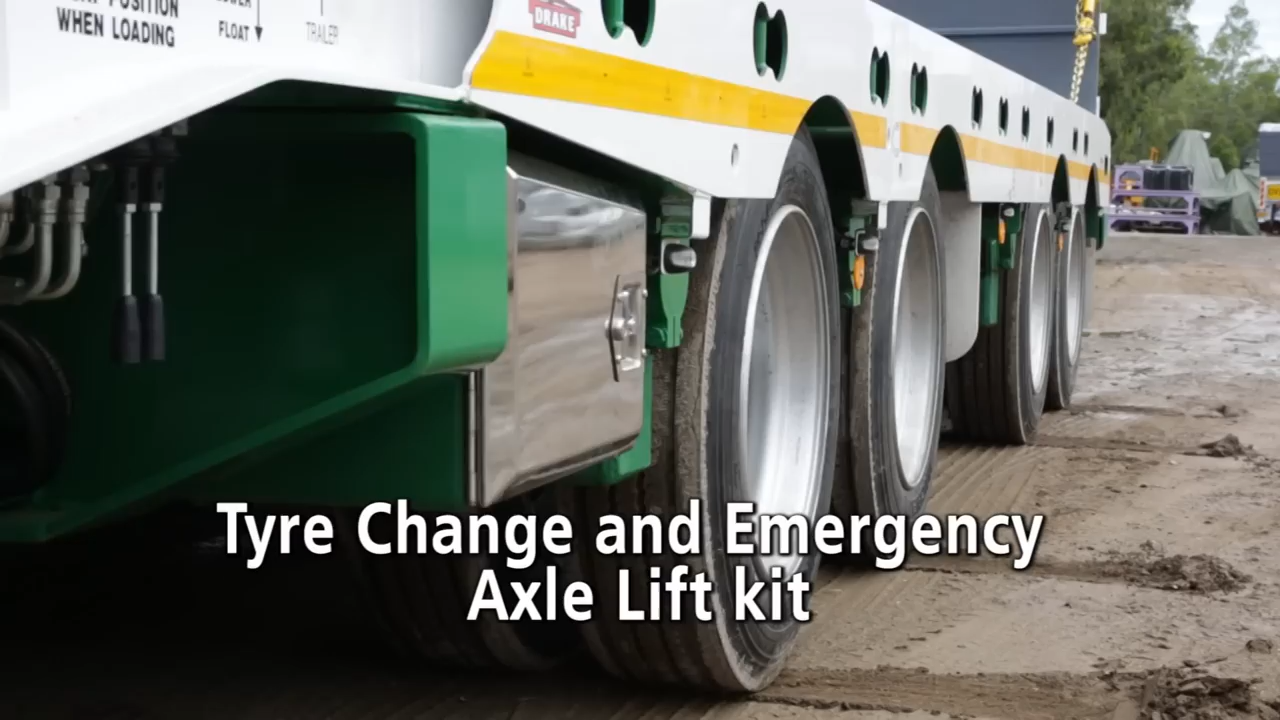 POSITION
WHEN LOADING
FLOAT
TRAILER
DRAKE
Tyre Change and Emergency
Axle Lift kit